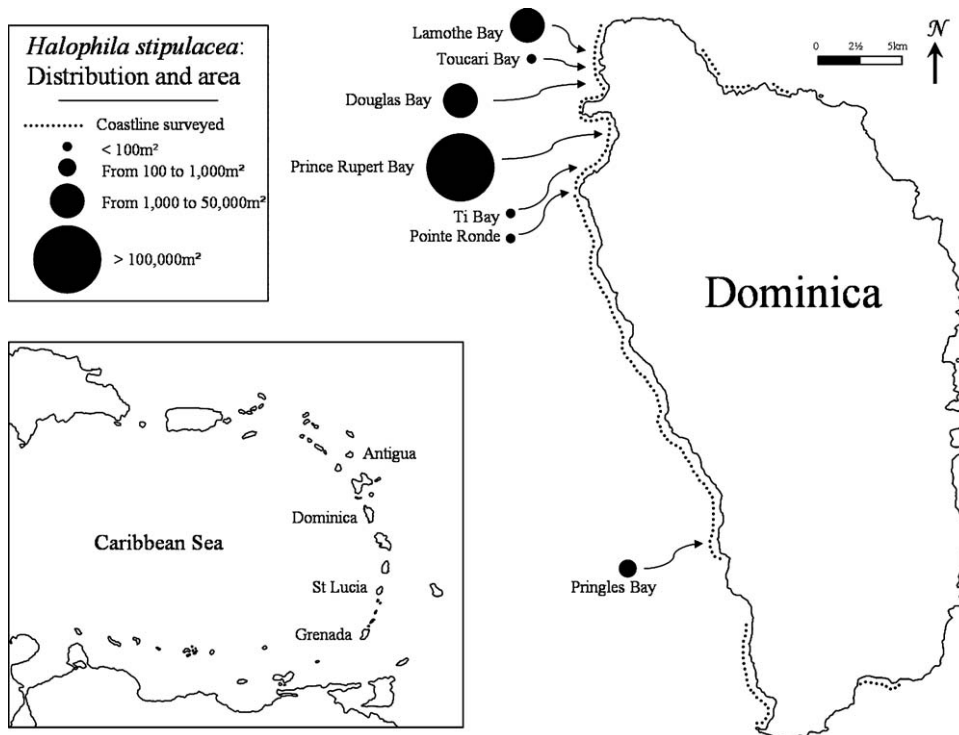 Halophila stipulacea:
Distribution and area
Coastline surveyed
< 100m²
From 100 to 1,000m²
From 1,000 to 50,000m²
> 100,000m²
Lamothe Bay
Toucari Bay
Douglas Bay
Prince Rupert Bay
Ti Bay
Pointe Ronde
Pringles Bay
0 2½ 5km
N
Dominica
Antigua
Dominica
Caribbean Sea
St Lucia
Grenada